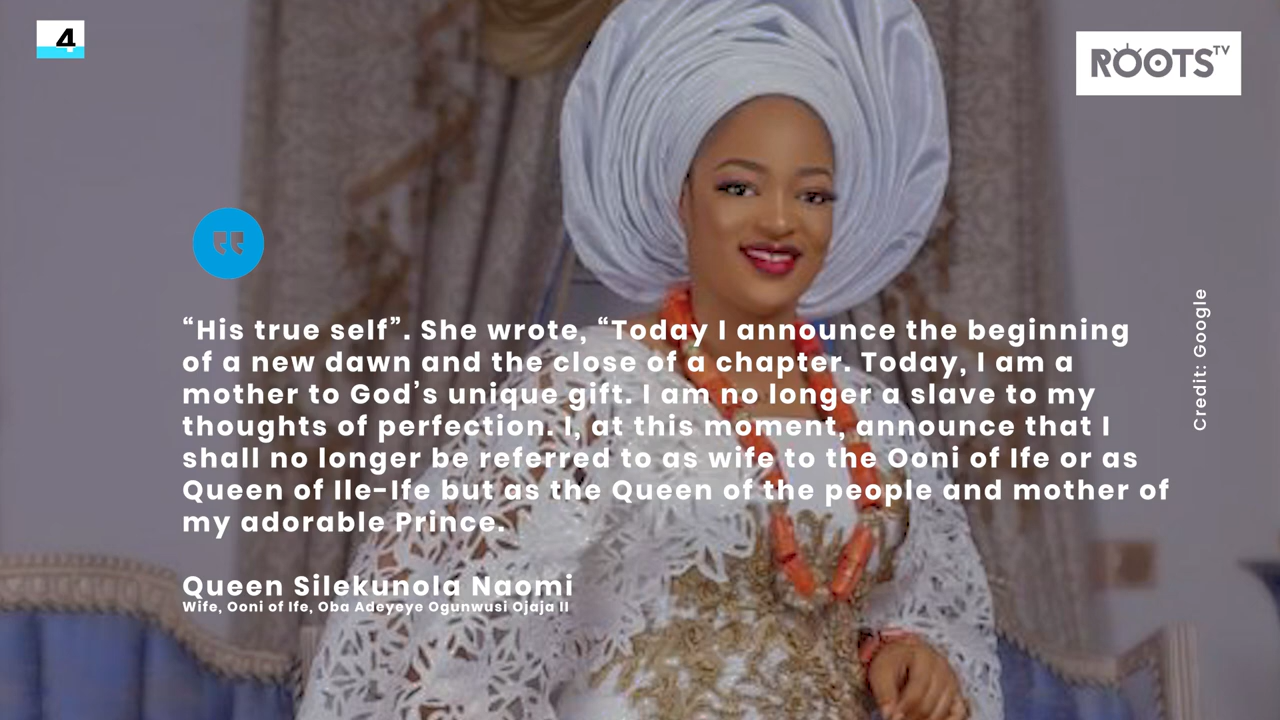 4
ROOTS TV
“His true self”. She wrote, “Today I announce the beginning
of a new dawn and the close of a chapter. Today, I am a
mother to God’s unique gift. I am no longer a slave to my
thoughts of perfection. I, at this moment, announce that I
shall no longer be referred to as wife to the Ooni of Ife or as
Queen of Ile-Ife but as the Queen of the people and mother of
my adorable Prince.
Queen Silekunola Naomi
Wife, Ooni of Ife, Oba Adeyeye Ogunwusi Ojaja II
Credit: Google